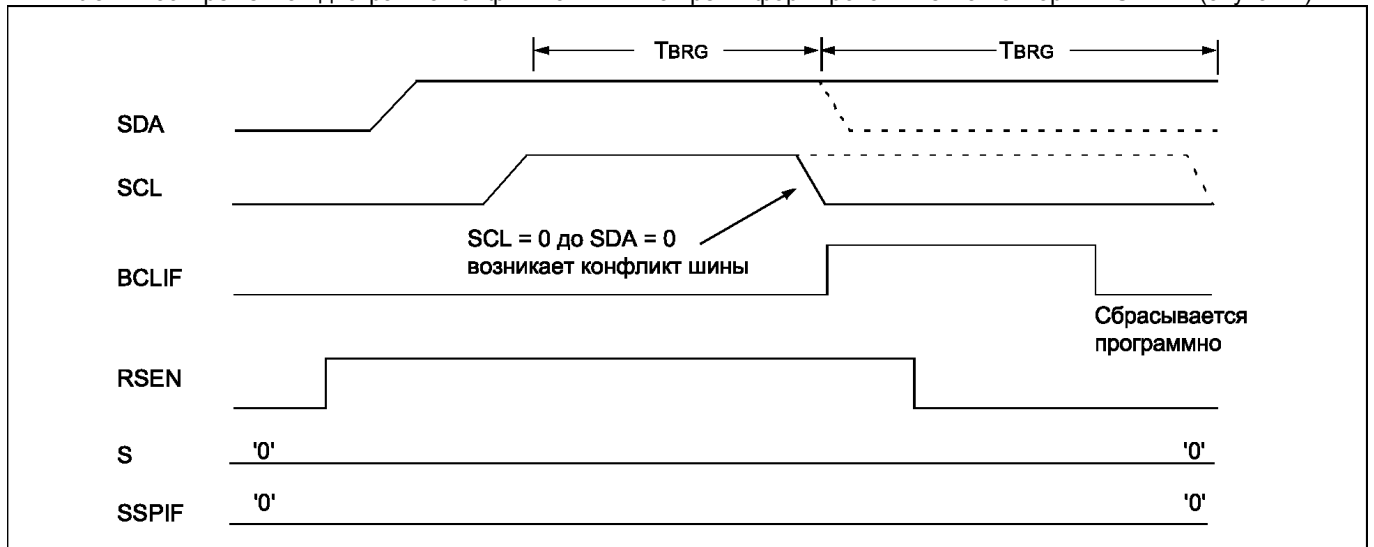 TBRG TBRG
SDA
SCL
SCL = 0 до SDA = 0
возникает конфликт шины
BCLIF
Сбрасывается
программно
RSEN
S '0' '0'
SSPIF '0' '0'